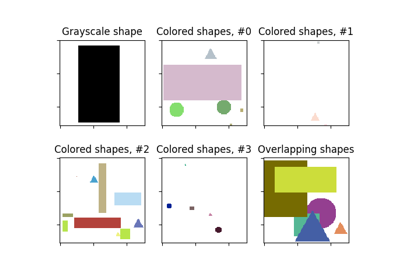 Grayscale shape
Colored shapes, #0
Colored shapes, #1
Colored shapes, #2
Colored shapes, #3
Overlapping shapes